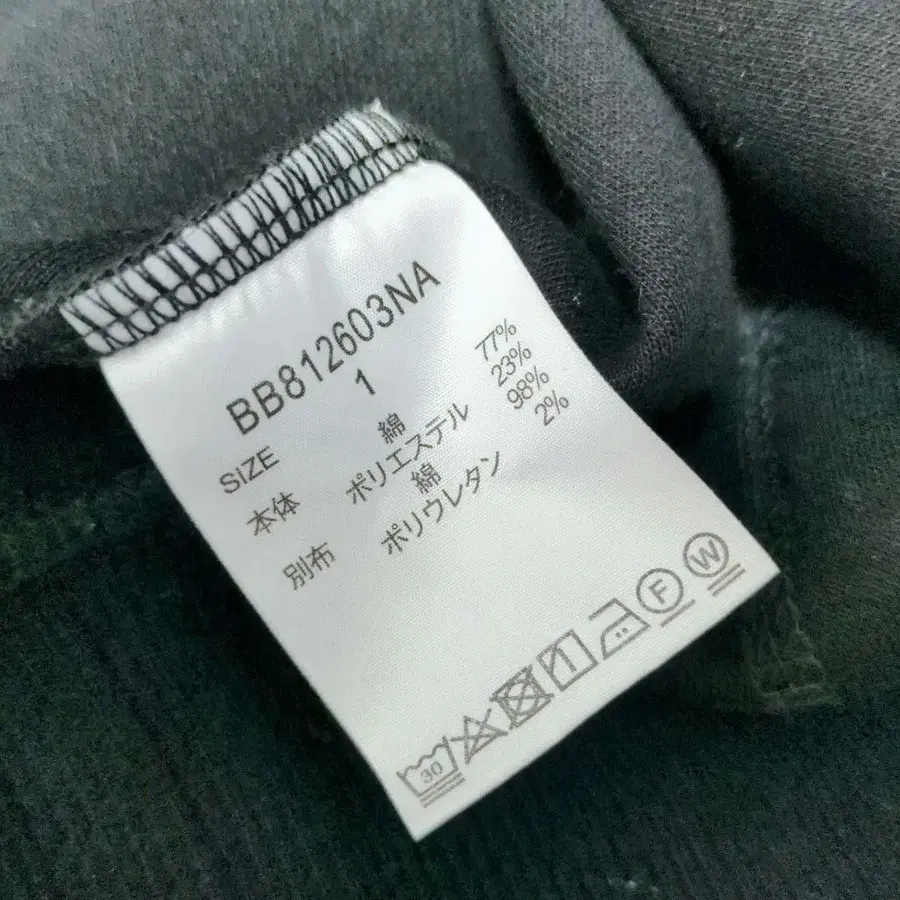 BB812603NA
SIZE 1
本体 綿 77%
ポリエステル 23%
別布 綿 98%
ポリウレタン 2%
30 F W